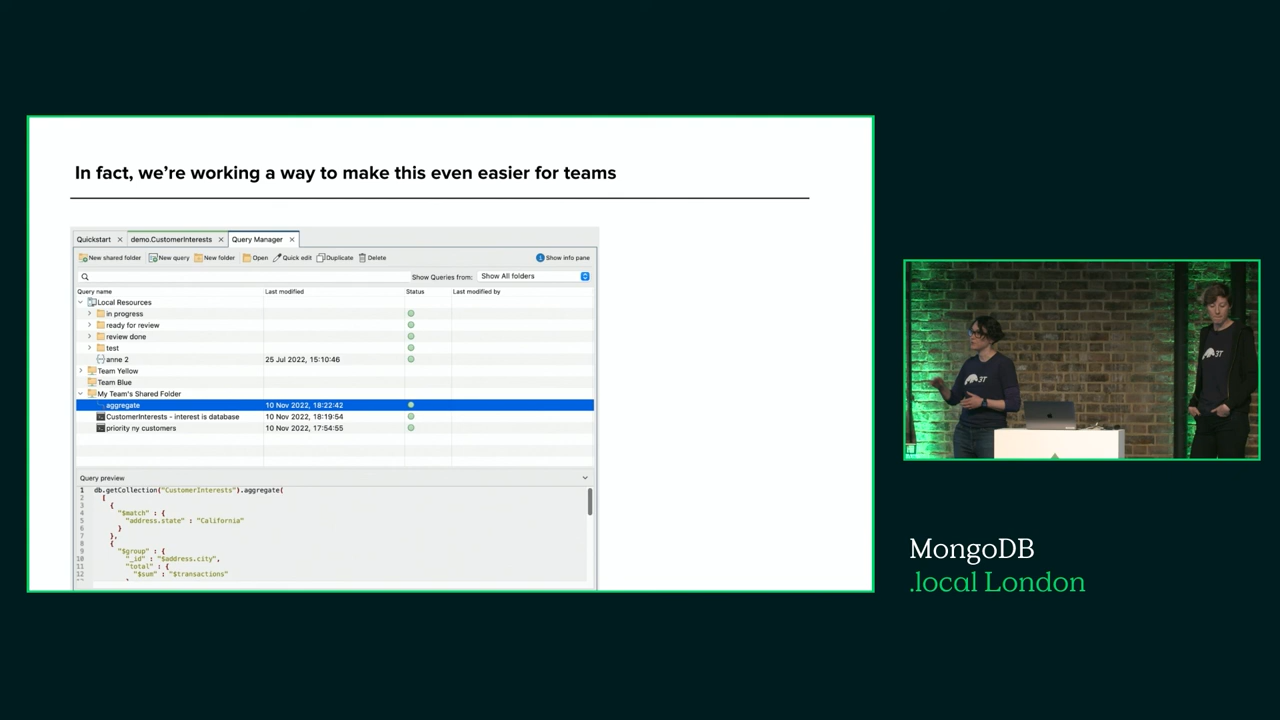 In fact, we're working a way to make this even easier for teams
Quickstart
demo.CustomerInterests
Query Manager
New shared folder
New query
New folder
Open
Quick edit
Duplicate
Delete
Show info pane
Show Queries from:
Show All folders
Query name
Last modified
Status
Last modified by
Local Resources
in progress
ready for review
review done
test
anne 2
25 Jul 2022, 15:10:46
Team Yellow
Team Blue
My Team's Shared Folder
aggregate
10 Nov 2022, 18:22:42
CustomerInterests - interest is database
10 Nov 2022, 18:19:54
priority ny customers
10 Nov 2022, 17:54:55
Query preview
1 db.getCollection("CustomerInterests").aggregate(
2 [
3 {
4 "$match" : {
5 "address.state" : "California"
6 }
7 },
8 {
9 "$group" : {
10 "_id" : "$address.city",
11 "total" : {
12 "$sum" : "$transactions"
3T
3T
MongoDB
.local London